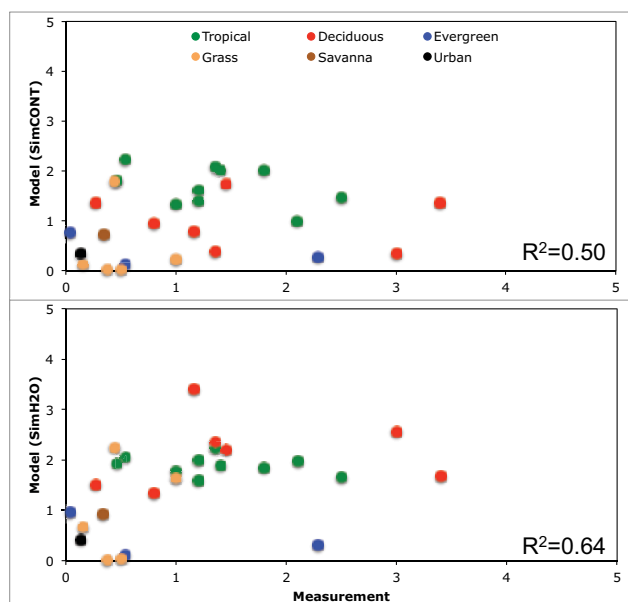 5
Tropical Deciduous Evergreen
Grass Savanna Urban
4
3
Model (SimCONT)
2
1
R²=0.50
0
0 1 2 3 4 5
5
4
3
Model (SimH2O)
2
1
R²=0.64
0
0 1 2 3 4 5
Measurement